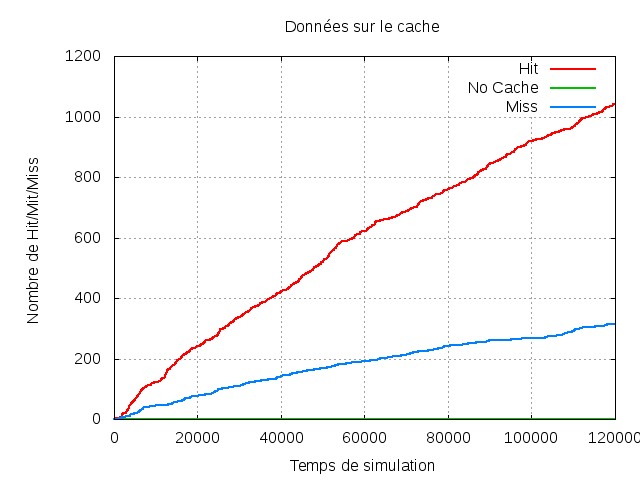 Données sur le cache
Nombre de Hit/Mit/Miss
1200
1000
800
600
400
200
0
Hit
No Cache
Miss
0 20000 40000 60000 80000 100000 120000
Temps de simulation